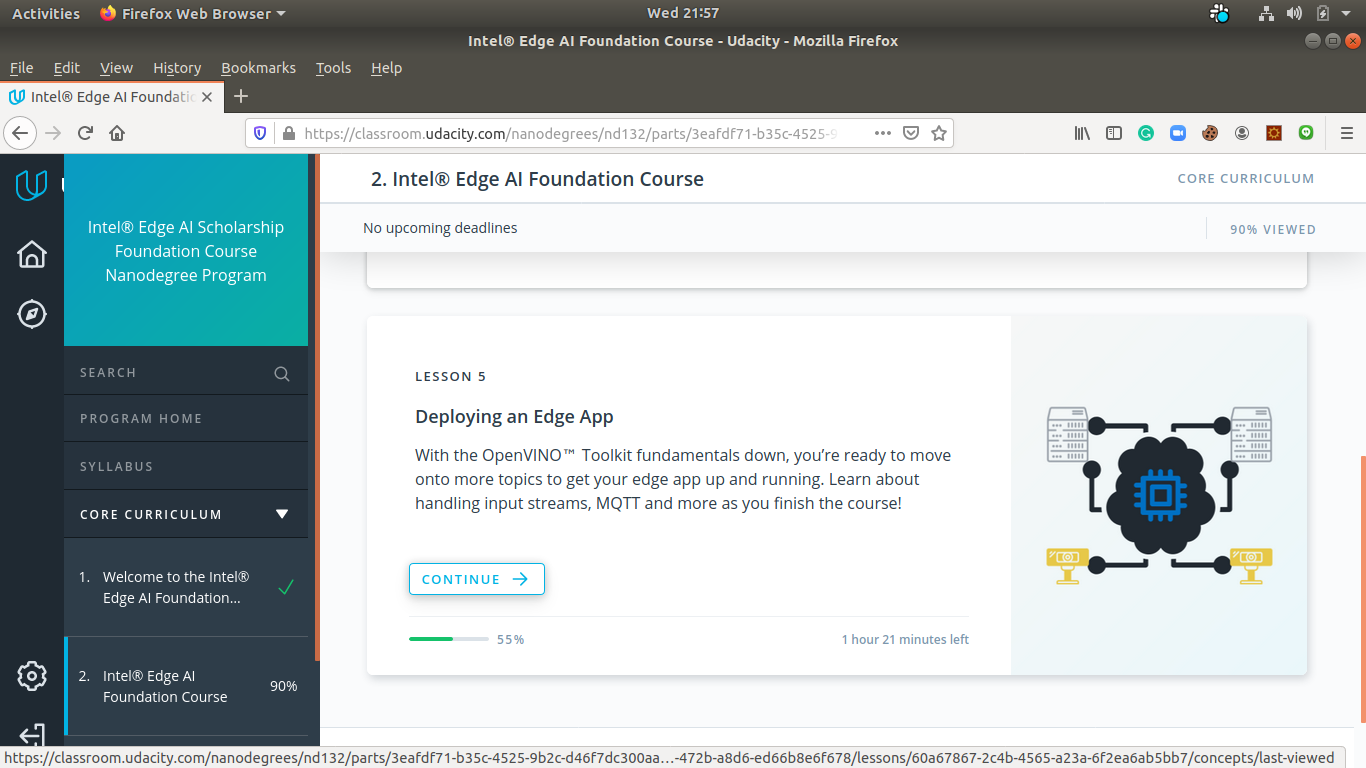 Activities Firefox Web Browser Wed 21:57
Intel® Edge AI Foundation Course - Udacity - Mozilla Firefox
File Edit View History Bookmarks Tools Help
Intel® Edge AI Foundatio
https://classroom.udacity.com/nanodegrees/nd132/parts/3eafdf71-b35c-4525-9
Intel® Edge AI Scholarship
Foundation Course
Nanodegree Program
SEARCH
PROGRAM HOME
SYLLABUS
CORE CURRICULUM
1. Welcome to the Intel®
Edge AI Foundation...
2. Intel® Edge AI
Foundation Course
90%
2. Intel® Edge AI Foundation Course
CORE CURRICULUM
No upcoming deadlines
90% VIEWED
LESSON 5
Deploying an Edge App
With the OpenVINO™ Toolkit fundamentals down, you’re ready to move
onto more topics to get your edge app up and running. Learn about
handling input streams, MQTT and more as you finish the course!
CONTINUE
55%
1 hour 21 minutes left
https://classroom.udacity.com/nanodegrees/nd132/parts/3eafdf71-b35c-4525-9b2c-d46f7dc300aa…-472b-a8d6-ed66b8e6f678/lessons/60a67867-2c4b-4565-a23a-6f2ea6ab5bb7/concepts/last-viewed